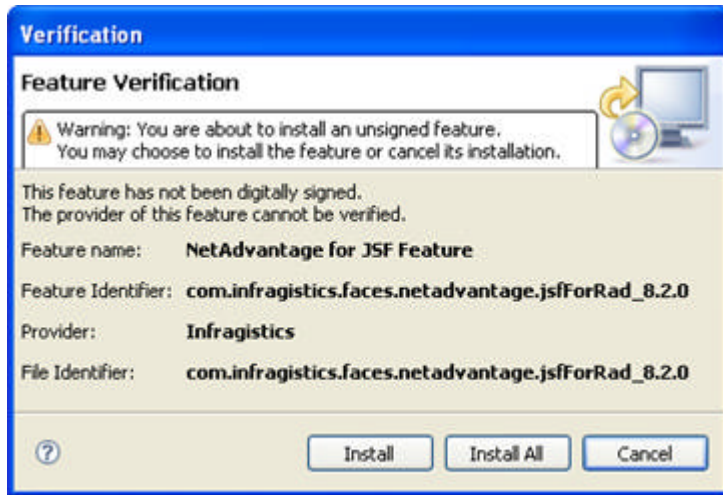 Verification
Feature Verification
Warning: You are about to install an unsigned feature.
You may choose to install the feature or cancel its installation.
This feature has not been digitally signed.
The provider of this feature cannot be verified.
Feature name: NetAdvantage for JSF Feature
Feature Identifier: com.infragistics.faces.netadvantage.jsfForRad_8.2.0
Provider: Infragistics
File Identifier: com.infragistics.faces.netadvantage.jsfForRad_8.2.0
? Install Install All Cancel